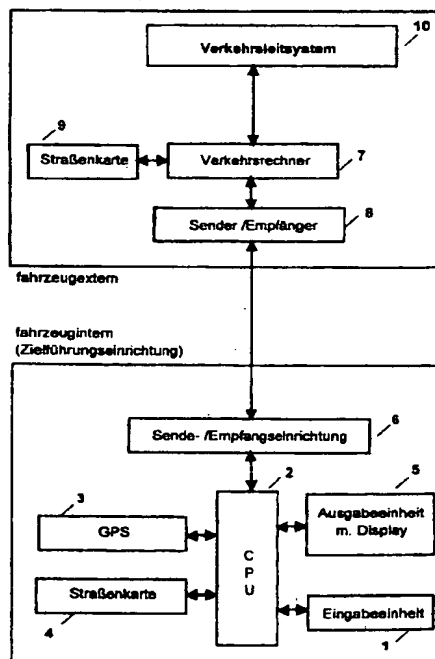 10
Verkehrsleitsystem
9
Straßenkarte
Verkehrsrechner
7
Sender /Empfänger
8
fahrzeugextern
fahrzeugintern
(Zielführungseinrichtung)
6
Sende- /Empfangseinrichtung
2
5
3
GPS
C
P
U
Ausgabeeinheit
m. Display
Straßenkarte
4
Eingabeeinheit
1